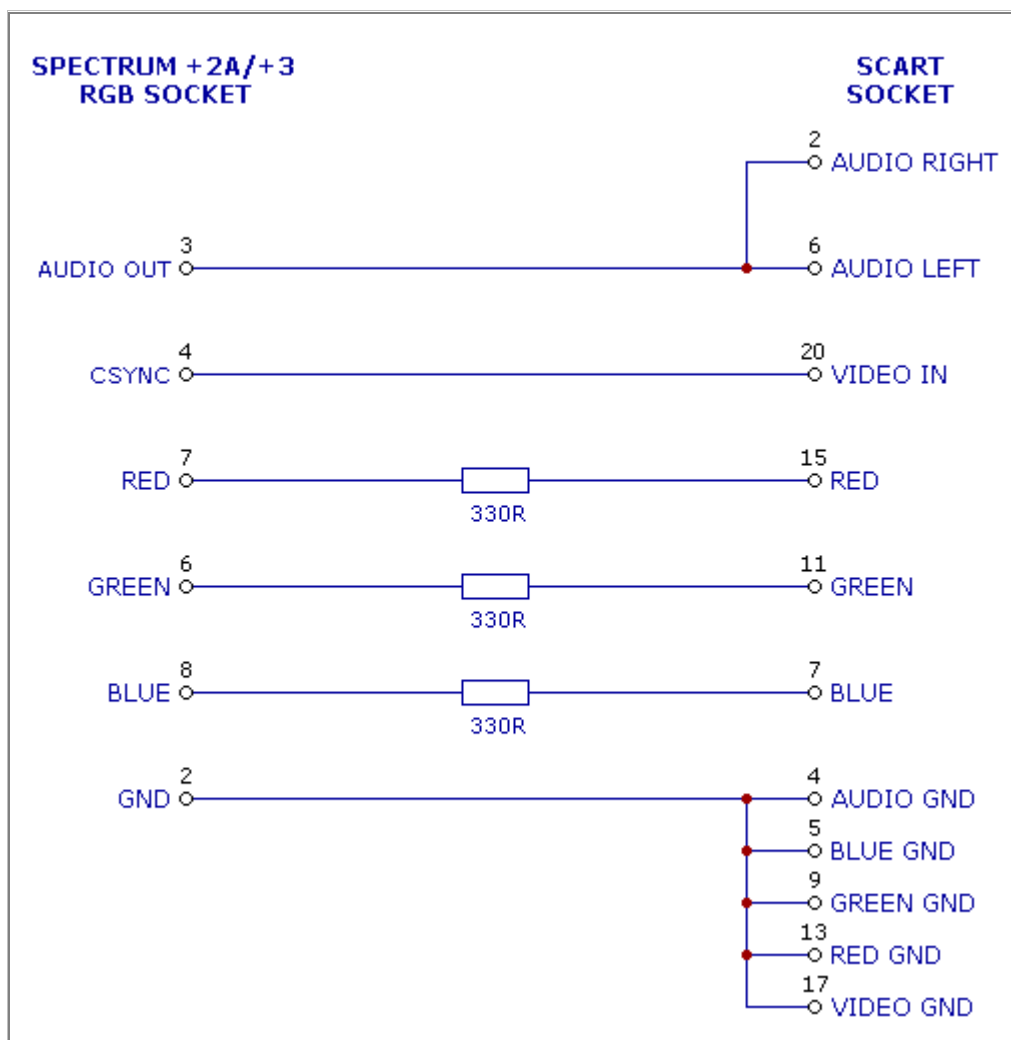 SPECTRUM +2A/+3
RGB SOCKET
SCART
SOCKET
2
AUDIO RIGHT
3
AUDIO OUT
6
AUDIO LEFT
4
CSYNC
20
VIDEO IN
7
RED
330R
15
RED
6
GREEN
330R
11
GREEN
8
BLUE
330R
7
BLUE
2
GND
4
AUDIO GND
5
BLUE GND
9
GREEN GND
13
RED GND
17
VIDEO GND